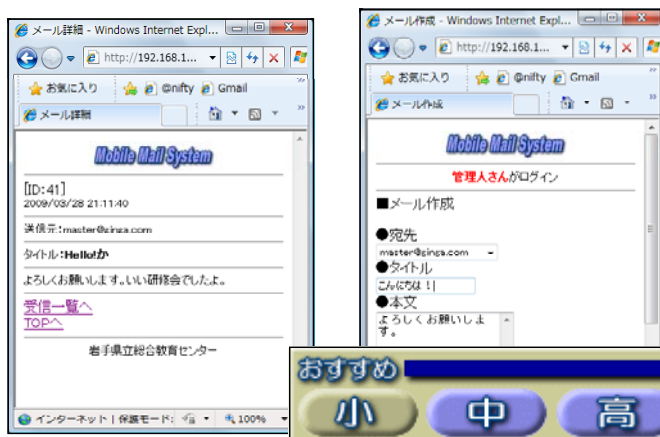 メール詳細 - Windows Internet Expl...
http://192.168.1...
お気に入り @nifty Gmail
メール詳細
Mobile Mail System
[ID:41]
2009/03/28 21:11:40
送信元:master@ginga.com
タイトル:Hello!か
よろしくお願いします。いい研修会でしたよ。
受信一覧へ
TOPへ
岩手県立総合教育センター
インターネット | 保護モード: 100%
メール作成 - Windows Internet Expl...
http://192.168.1...
お気に入り @nifty Gmail
メール作成
Mobile Mail System
管理人さんがログイン
■メール作成
●宛先
master@ginga.com
●タイトル
こんにちは！
●本文
よろしくお願いしま
す。
おすすめ
小 中 高